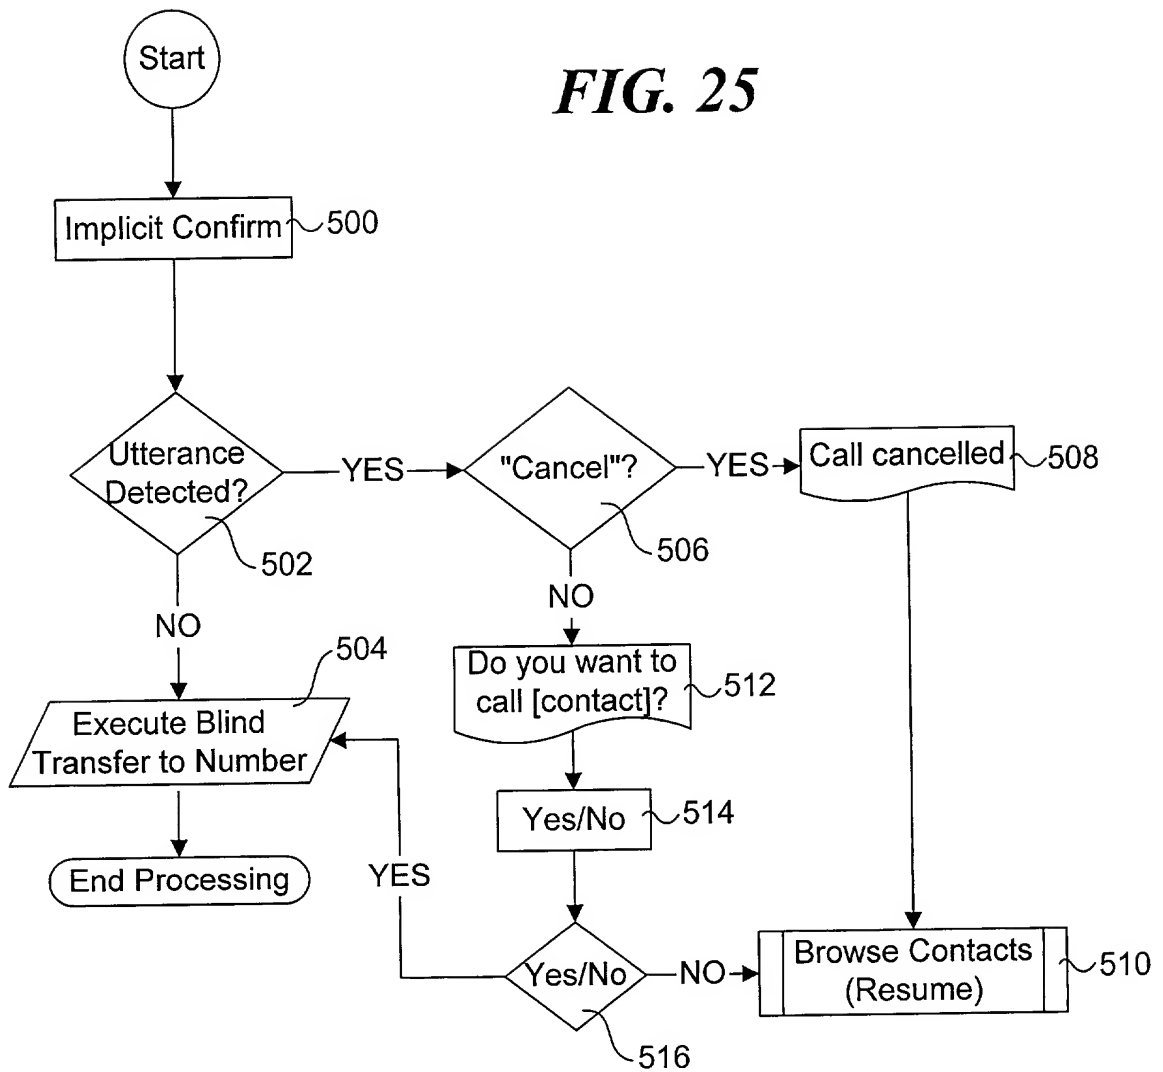 Start
FIG. 25
Implicit Confirm
500
Utterance
Detected?
502
YES
"Cancel"?
506
YES
Call cancelled
508
NO
NO
504
Execute Blind
Transfer to Number
Do you want to
call [contact]?
512
Yes/No
514
End Processing
YES
Yes/No
516
NO
Browse Contacts
(Resume)
510